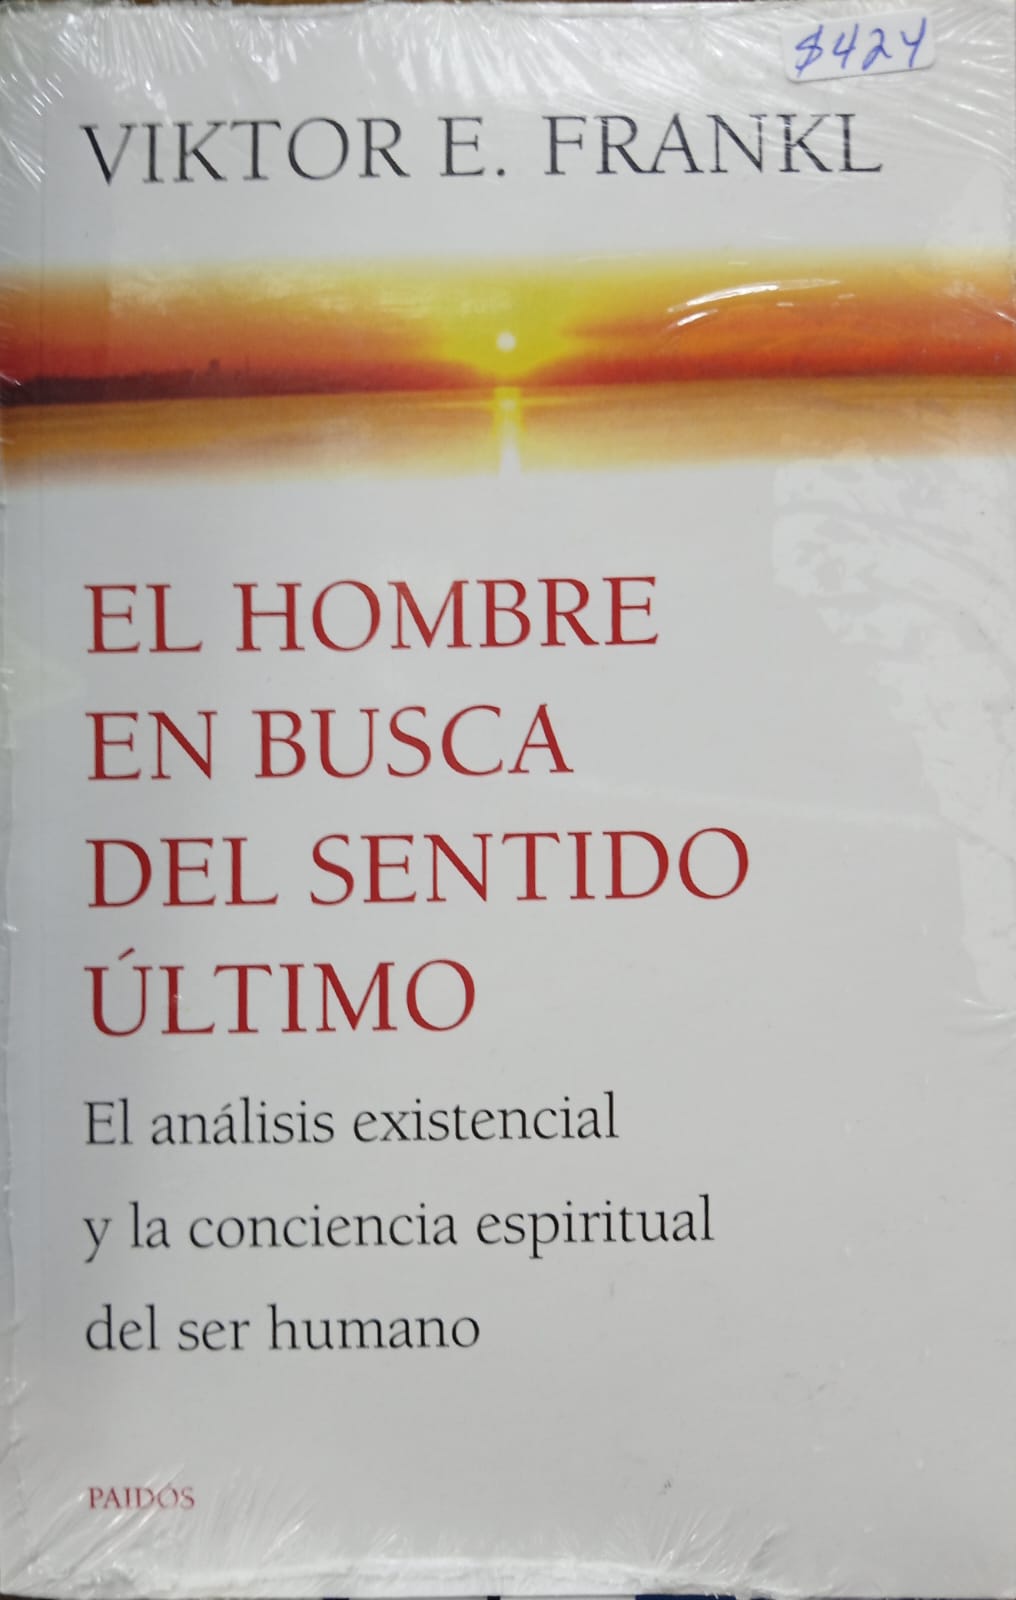 $424
VIKTOR E. FRANKL
EL HOMBRE
EN BUSCA
DEL SENTIDO
ÚLTIMO
El análisis existencial
y la conciencia espiritual
del ser humano
PAIDÓS